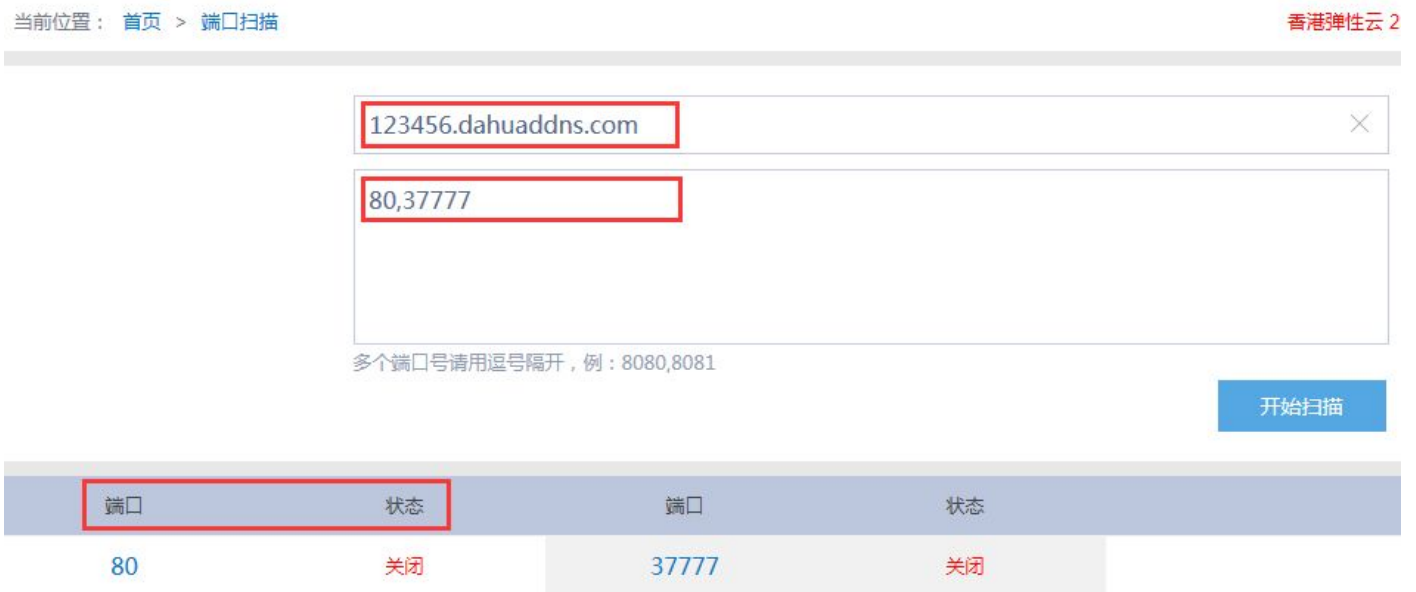 当前位置： 首页 > 端口扫描 香港弹性云 2
123456.dahuaddns.com
80,37777
多个端口号请用逗号隔开，例：8080,8081
开始扫描
端口 状态 端口 状态
80 关闭 37777 关闭